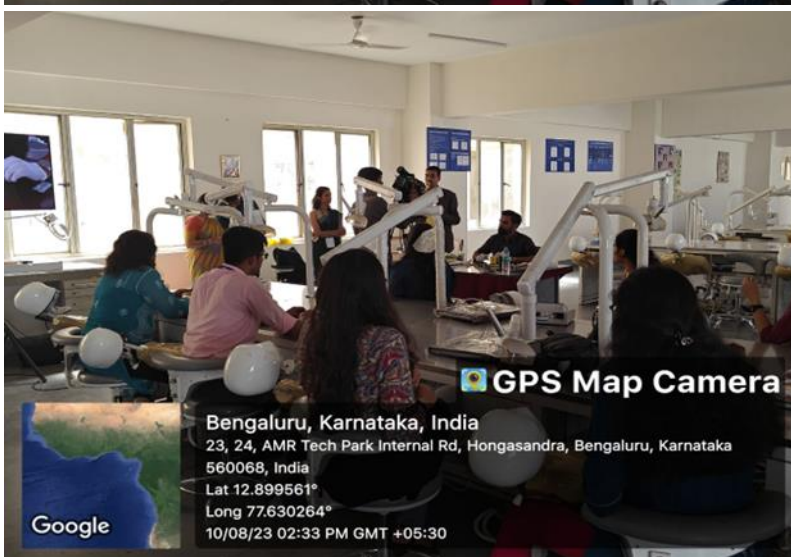 GPS Map Camera
Bengaluru, Karnataka, India
23, 24, AMR Tech Park Internal Rd, Hongasandra, Bengaluru, Karnataka
560068, India
Lat 12.899561°
Long 77.630264°
10/08/23 02:33 PM GMT +05:30
Google